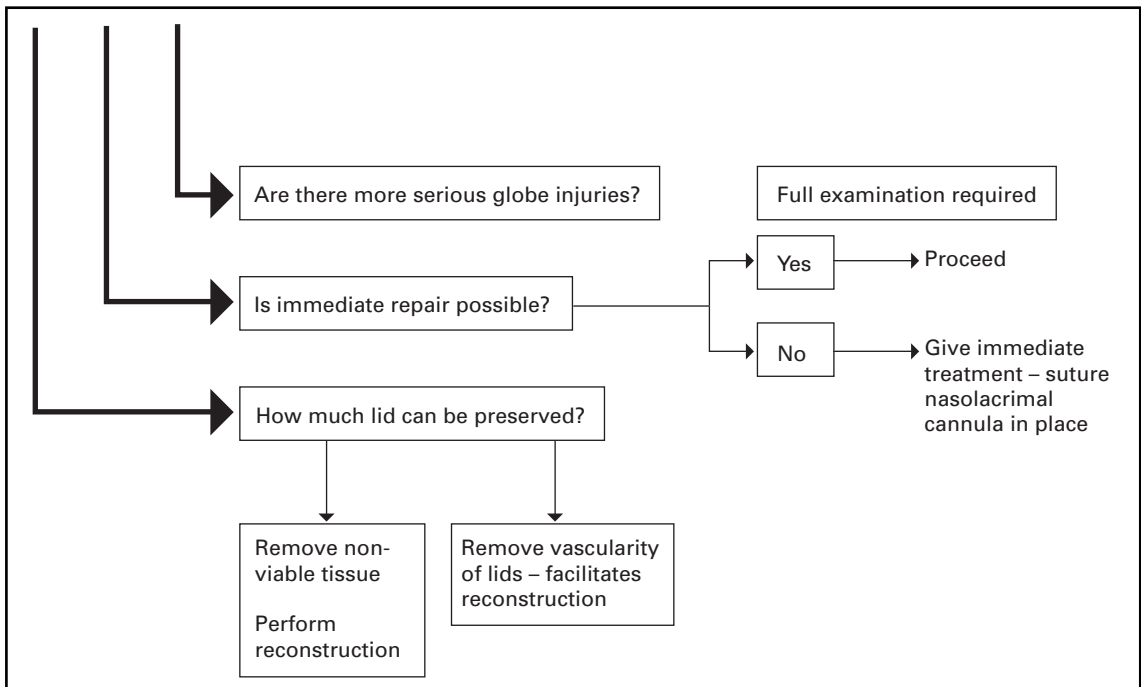 Are there more serious globe injuries?
Full examination required
Is immediate repair possible?
Yes
Proceed
No
Give immediate
treatment – suture
nasolacrimal
cannula in place
How much lid can be preserved?
Remove non-
viable tissue
Perform
reconstruction
Remove vascularity
of lids – facilitates
reconstruction